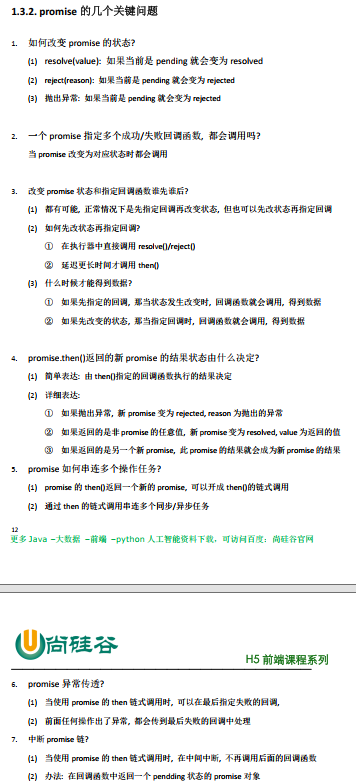 1.3.2. promise 的几个关键问题
1. 如何改变 promise 的状态?
(1) resolve(value): 如果当前是 pending 就会变为 resolved
(2) reject(reason): 如果当前是 pending 就会变为 rejected
(3) 抛出异常: 如果当前是 pending 就会变为 rejected
2. 一个 promise 指定多个成功/失败回调函数, 都会调用吗?
当 promise 改变为对应状态时都会调用
3. 改变 promise 状态和指定回调函数谁先谁后?
(1) 都有可能, 正常情况下是先指定回调再改变状态, 但也可以先改状态再指定回调
(2) 如何先改状态再指定回调?
① 在执行器中直接调用 resolve()/reject()
② 延迟更长时间才调用 then()
(3) 什么时候才能得到数据?
① 如果先指定的回调, 那当状态发生改变时, 回调函数就会调用, 得到数据
② 如果先改变的状态, 那当指定回调时, 回调函数就会调用, 得到数据
4. promise.then()返回的新 promise 的结果状态由什么决定?
(1) 简单表达: 由 then()指定的回调函数执行的结果决定
(2) 详细表达:
① 如果抛出异常, 新 promise 变为 rejected, reason 为抛出的异常
② 如果返回的是非 promise 的任意值, 新 promise 变为 resolved, value 为返回的值
③ 如果返回的是另一个新 promise, 此 promise 的结果就会成为新 promise 的结果
5. promise 如何串连多个操作任务?
(1) promise 的 then()返回一个新的 promise, 可以开成 then()的链式调用
(2) 通过 then 的链式调用串连多个同步/异步任务
12
更多 Java –大数据 –前端 –python 人工智能资料下载，可访问百度：尚硅谷官网
尚硅谷
H5 前端课程系列
6. promise 异常传透?
(1) 当使用 promise 的 then 链式调用时, 可以在最后指定失败的回调,
(2) 前面任何操作出了异常, 都会传到最后失败的回调中处理
7. 中断 promise 链?
(1) 当使用 promise 的 then 链式调用时, 在中间中断, 不再调用后面的回调函数
(2) 办法: 在回调函数中返回一个 pendding 状态的 promise 对象